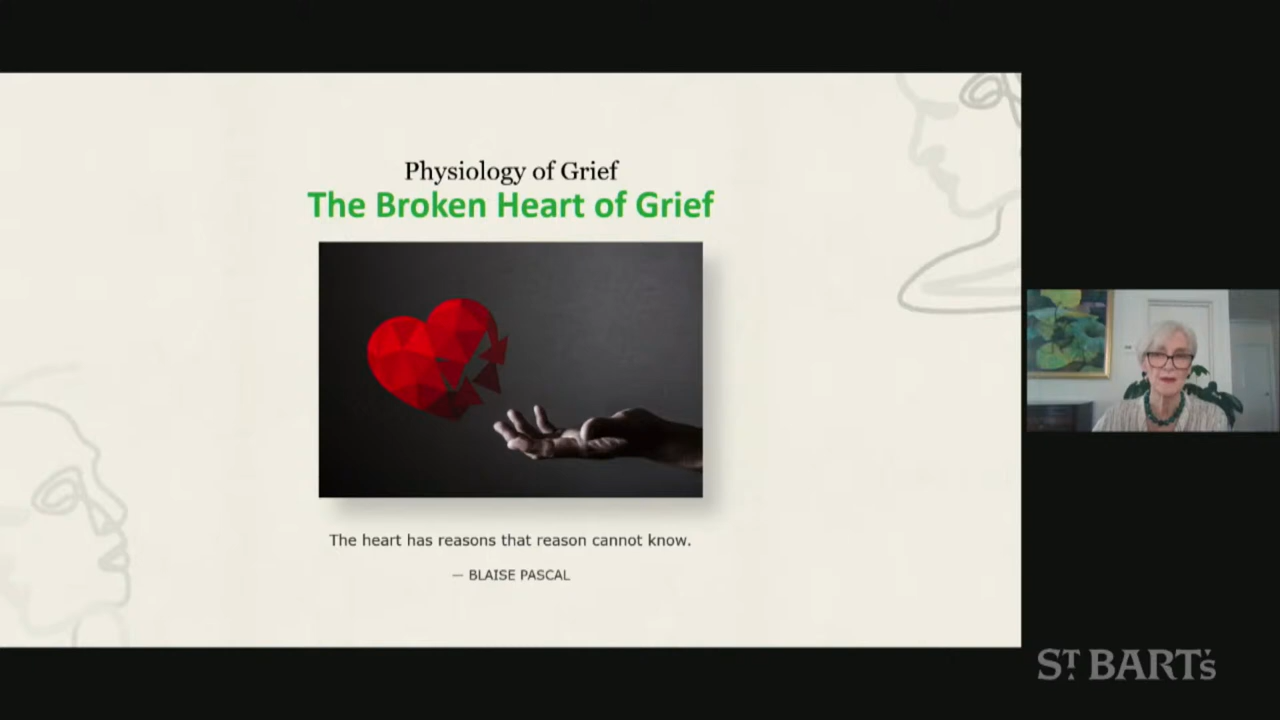 Physiology of Grief
The Broken Heart of Grief
The heart has reasons that reason cannot know.
— BLAISE PASCAL
ST BART'S